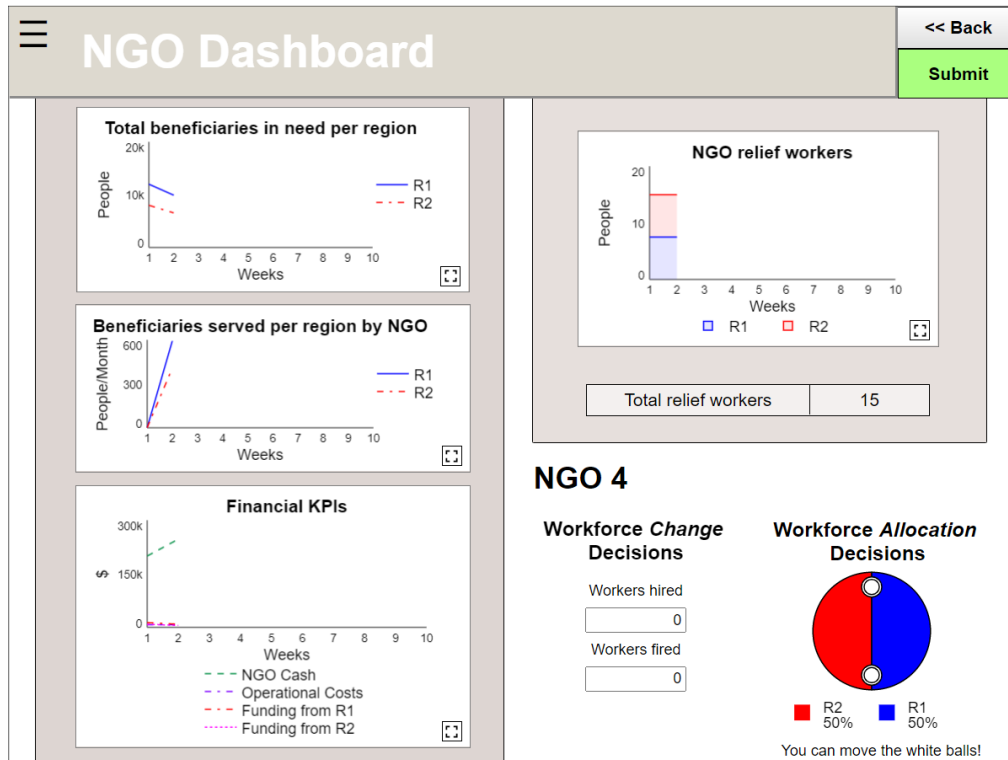 ☰ NGO Dashboard
<< Back
Submit
Total beneficiaries in need per region
20k
10k
0
People
1 2 3 4 5 6 7 8 9 10
Weeks
R1
R2
Beneficiaries served per region by NGO
600
300
0
People/Month
1 2 3 4 5 6 7 8 9 10
Weeks
R1
R2
Financial KPIs
300k
150k
0
$
1 2 3 4 5 6 7 8 9 10
Weeks
NGO Cash
Operational Costs
Funding from R1
Funding from R2
NGO relief workers
20
10
0
People
1 2 3 4 5 6 7 8 9 10
Weeks
R1 R2
Total relief workers 15
NGO 4
Workforce Change
Decisions
Workers hired
0
Workers fired
0
Workforce Allocation
Decisions
R2 R1
50% 50%
You can move the white balls!